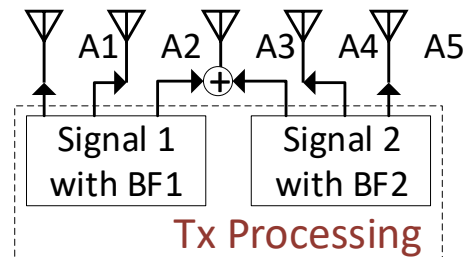 A1 A2 A3 A4 A5
+
Signal 1 Signal 2
with BF1 with BF2
Tx Processing